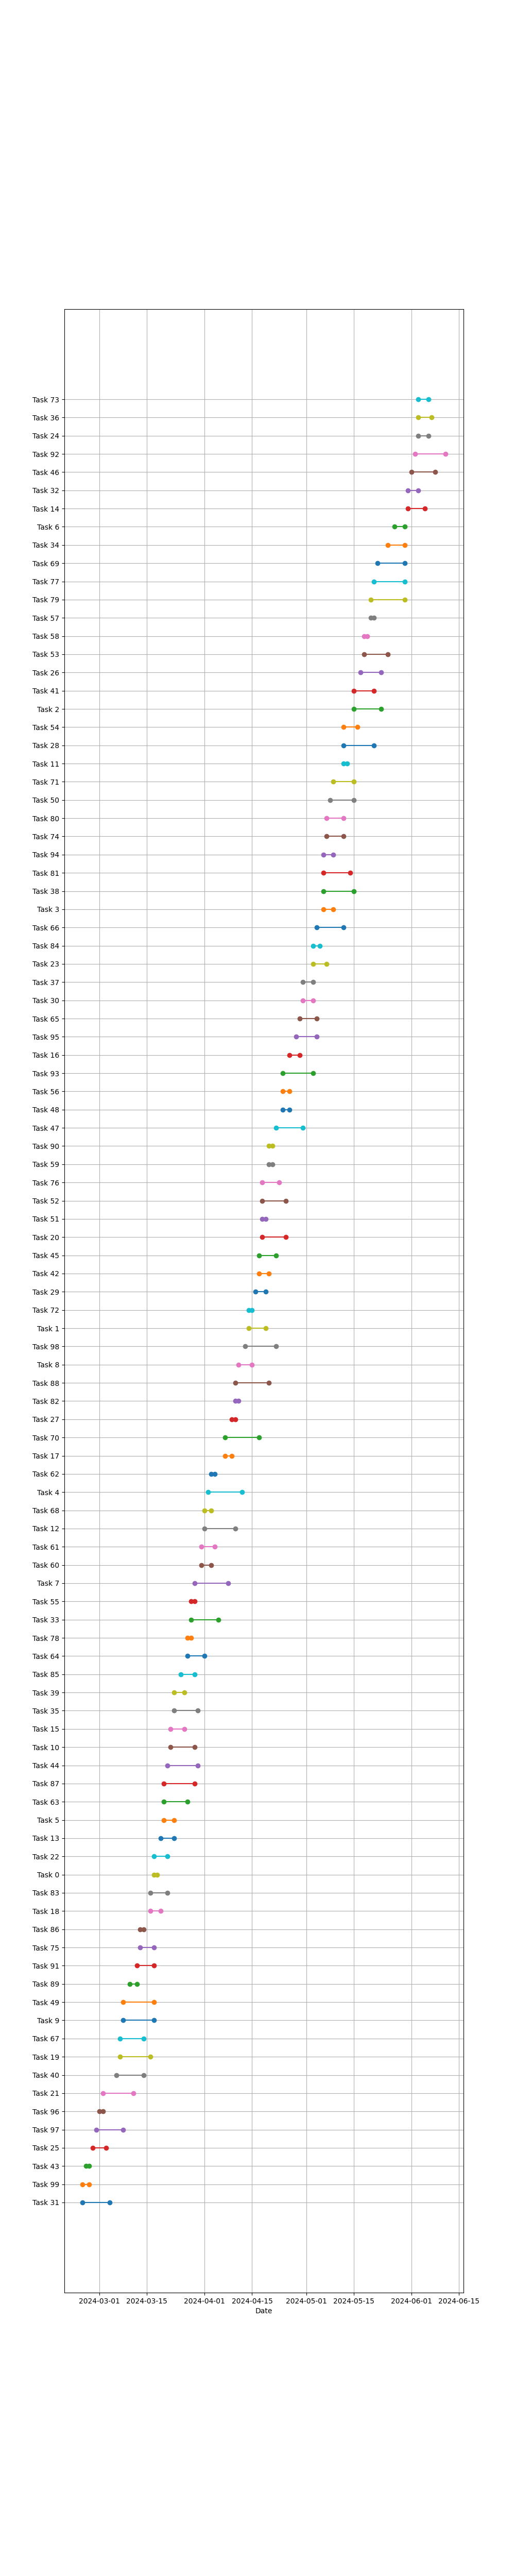 Task 73
Task 36
Task 24
Task 92
Task 46
Task 32
Task 14
Task 6
Task 34
Task 69
Task 77
Task 79
Task 57
Task 58
Task 53
Task 26
Task 41
Task 2
Task 54
Task 28
Task 11
Task 71
Task 50
Task 80
Task 74
Task 94
Task 81
Task 38
Task 3
Task 66
Task 84
Task 23
Task 37
Task 30
Task 65
Task 95
Task 16
Task 93
Task 56
Task 48
Task 47
Task 90
Task 59
Task 76
Task 52
Task 51
Task 20
Task 45
Task 42
Task 29
Task 72
Task 1
Task 98
Task 8
Task 88
Task 82
Task 27
Task 70
Task 17
Task 62
Task 4
Task 68
Task 12
Task 61
Task 60
Task 7
Task 55
Task 33
Task 78
Task 64
Task 85
Task 39
Task 35
Task 15
Task 10
Task 44
Task 87
Task 63
Task 5
Task 13
Task 22
Task 0
Task 83
Task 18
Task 86
Task 75
Task 91
Task 89
Task 49
Task 9
Task 67
Task 19
Task 40
Task 21
Task 96
Task 97
Task 25
Task 43
Task 99
Task 31
2024-03-01 2024-03-15 2024-04-01 2024-04-15 2024-05-01 2024-05-15 2024-06-01 2024-06-15
Date